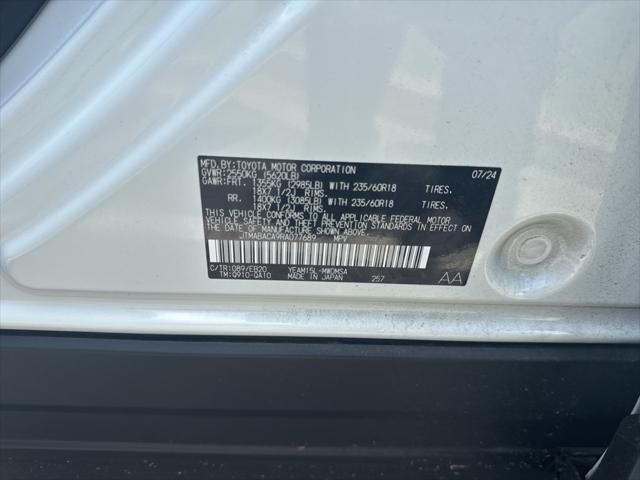 MFD.BY:TOYOTA MOTOR CORPORATION 07/24
GVWR:2550KG (5620LB)
GAWR:FRT. 1355KG (2985LB) WITH 235/60R18 TIRES.
18X7 1/2J RIMS.
RR. 1400KG (3085LB) WITH 235/60R18 TIRES.
18X7 1/2J RIMS.
THIS VEHICLE CONFORMS TO ALL APPLICABLE FEDERAL MOTOR
VEHICLE SAFETY AND THEFT PREVENTION STANDARDS IN EFFECT
ON THE DATE OF MANUFACTURE SHOWN ABOVE.
JTMABACA9RA077689 MPV
C/TR:089/EB20 YEAM15L-MWDMSA
TM:Q910-QA10 MADE IN JAPAN 257 AA